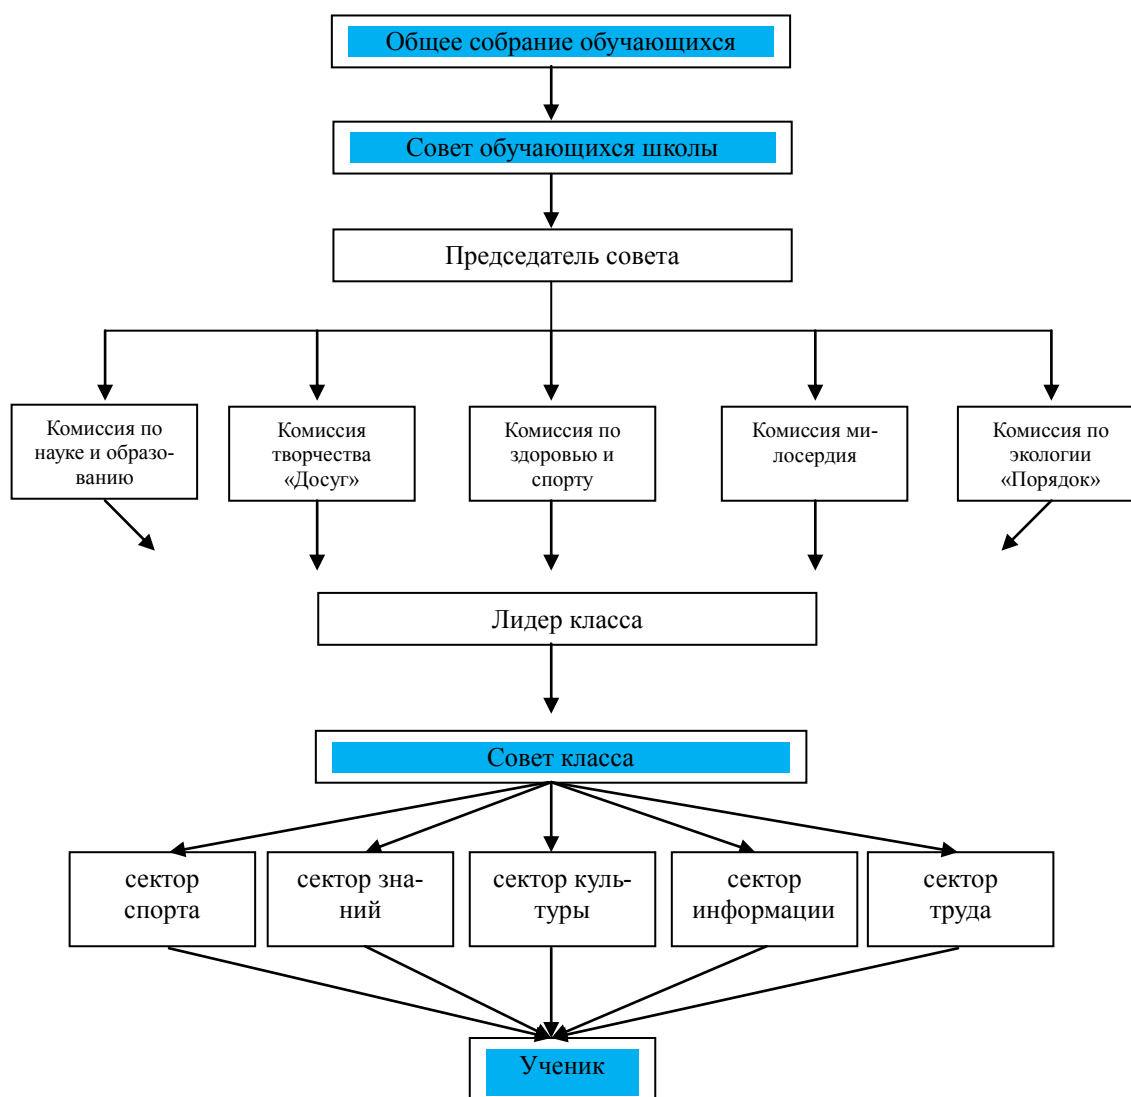 Общее собрание обучающихся
Совет обучающихся школы
Председатель совета
Комиссия по
науке и образо-
ванию
Комиссия
творчества
«Досуг»
Комиссия по
здоровью и
спорту
Комиссия ми-
лосердия
Комиссия по
экологии
«Порядок»
Лидер класса
Совет класса
сектор
спорта
сектор зна-
ний
сектор куль-
туры
сектор
информации
сектор
труда
Ученик